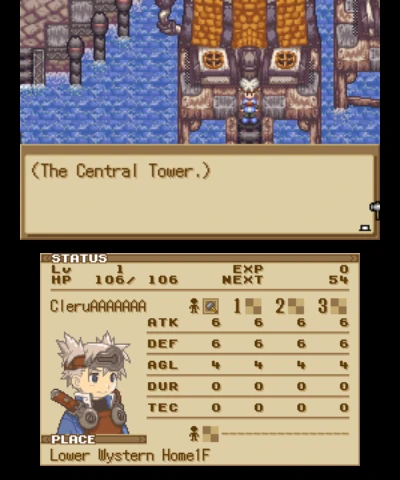 (The Central Tower.)
STATUS
Lv 1 EXP 0
HP 106/ 106 NEXT 54
CleruAAAAAAA 1 2 3
ATK 6 6 6 6
DEF 6 6 6 6
AGL 4 4 4 4
DUR 0 0 0 0
TEC 0 0 0 0
PLACE
Lower Wystern Home1F